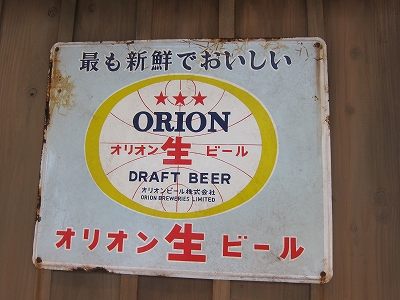 最も新鮮でおいしい
★★★
ORION
オリオン 生 ビール
DRAFT BEER
オリオンビール株式会社
ORION BREWERIES LIMITED
オリオン 生 ビール